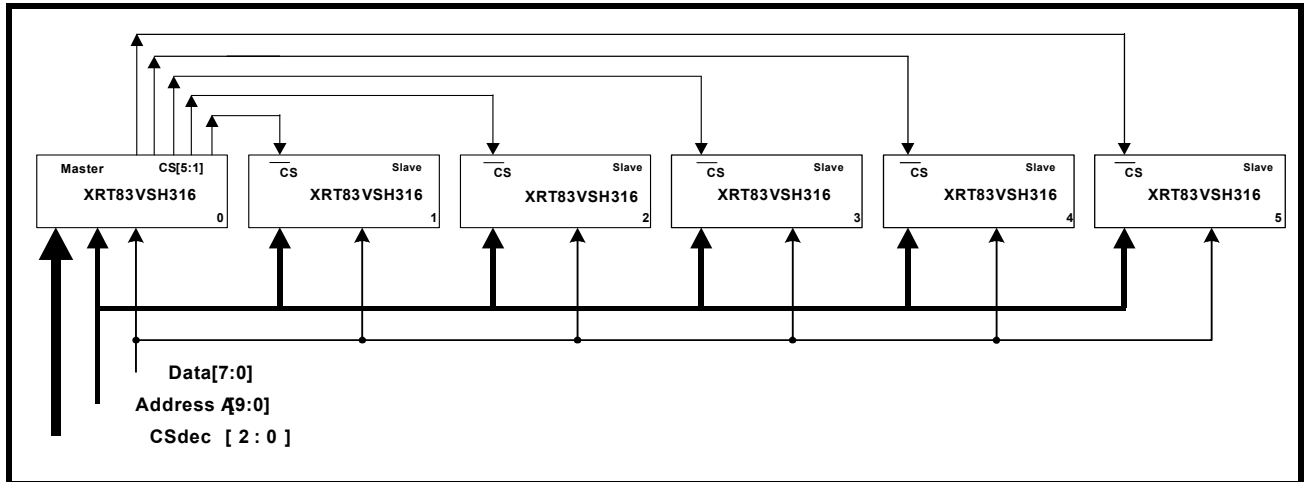 Master CS[5:1]
XRT83VSH316
0
CS Slave
XRT83VSH316
1
CS Slave
XRT83VSH316
2
CS Slave
XRT83VSH316
3
CS Slave
XRT83VSH316
4
CS Slave
XRT83VSH316
5
Data[7:0]
Address A[9:0]
CSdec [ 2 : 0 ]